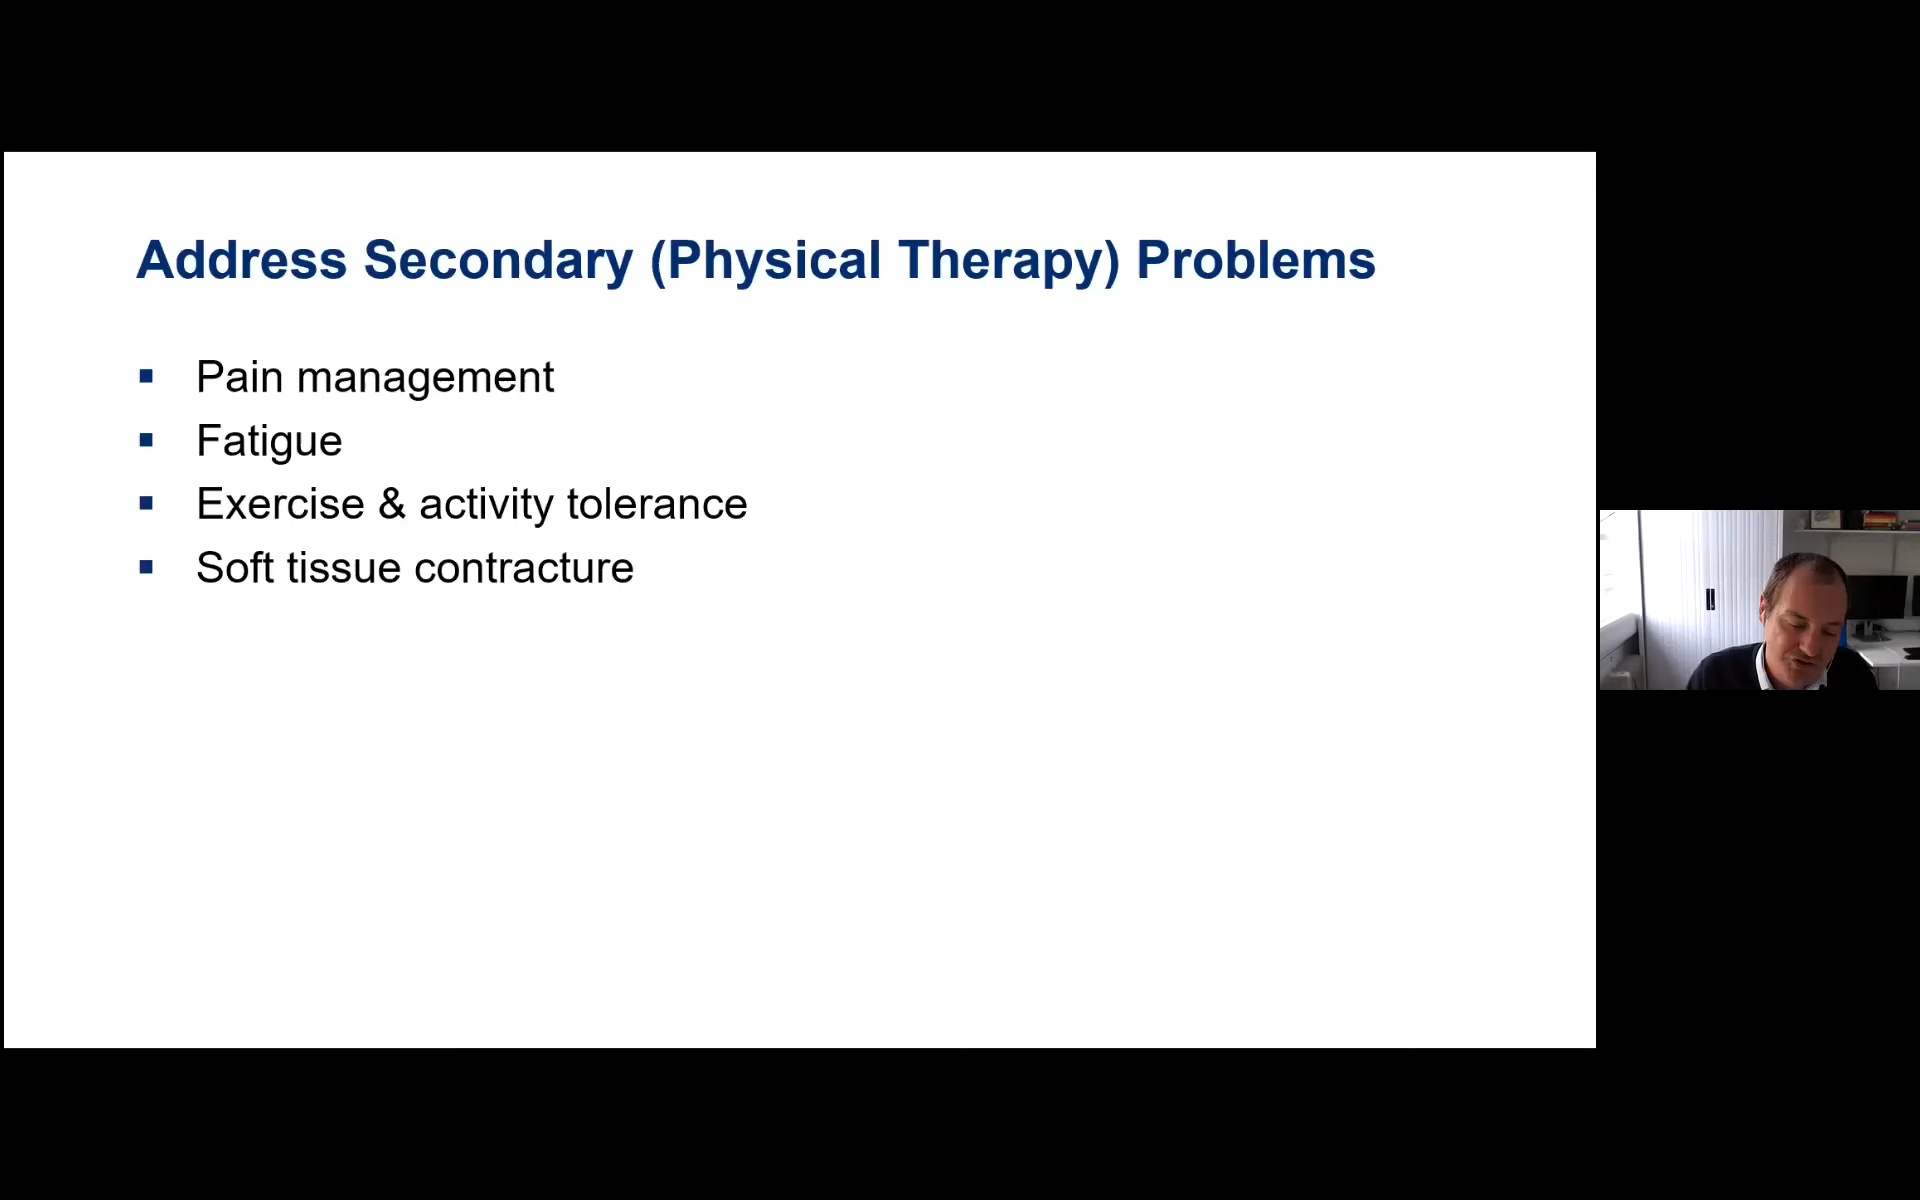 Address Secondary (Physical Therapy) Problems
▪ Pain management
▪ Fatigue
▪ Exercise & activity tolerance
▪ Soft tissue contracture